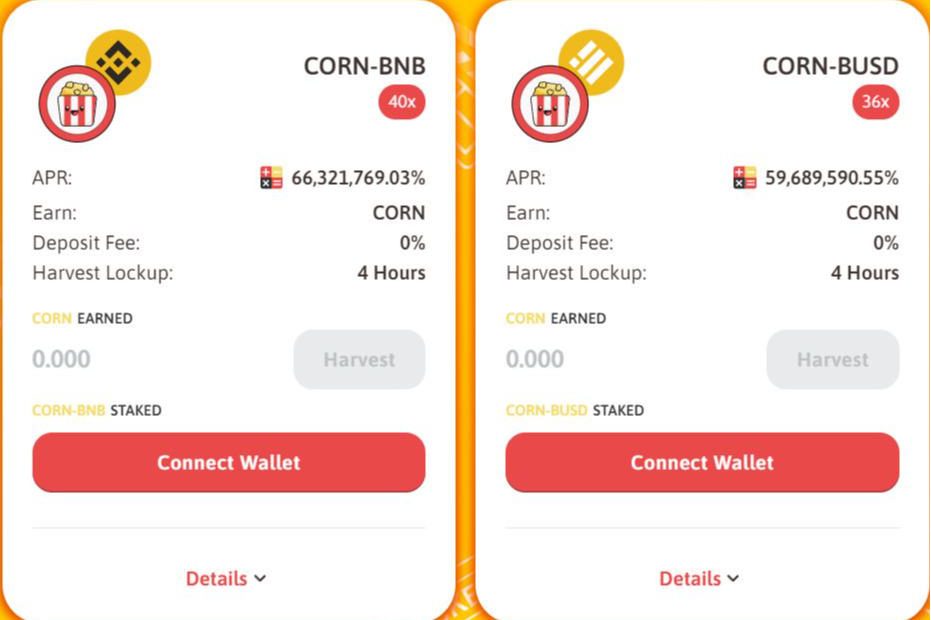 CORN-BNB
40x
APR: 66,321,769.03%
Earn: CORN
Deposit Fee: 0%
Harvest Lockup: 4 Hours
CORN EARNED
0.000 Harvest
CORN-BNB STAKED
Connect Wallet
Details
CORN-BUSD
36x
APR: 59,689,590.55%
Earn: CORN
Deposit Fee: 0%
Harvest Lockup: 4 Hours
CORN EARNED
0.000 Harvest
CORN-BUSD STAKED
Connect Wallet
Details